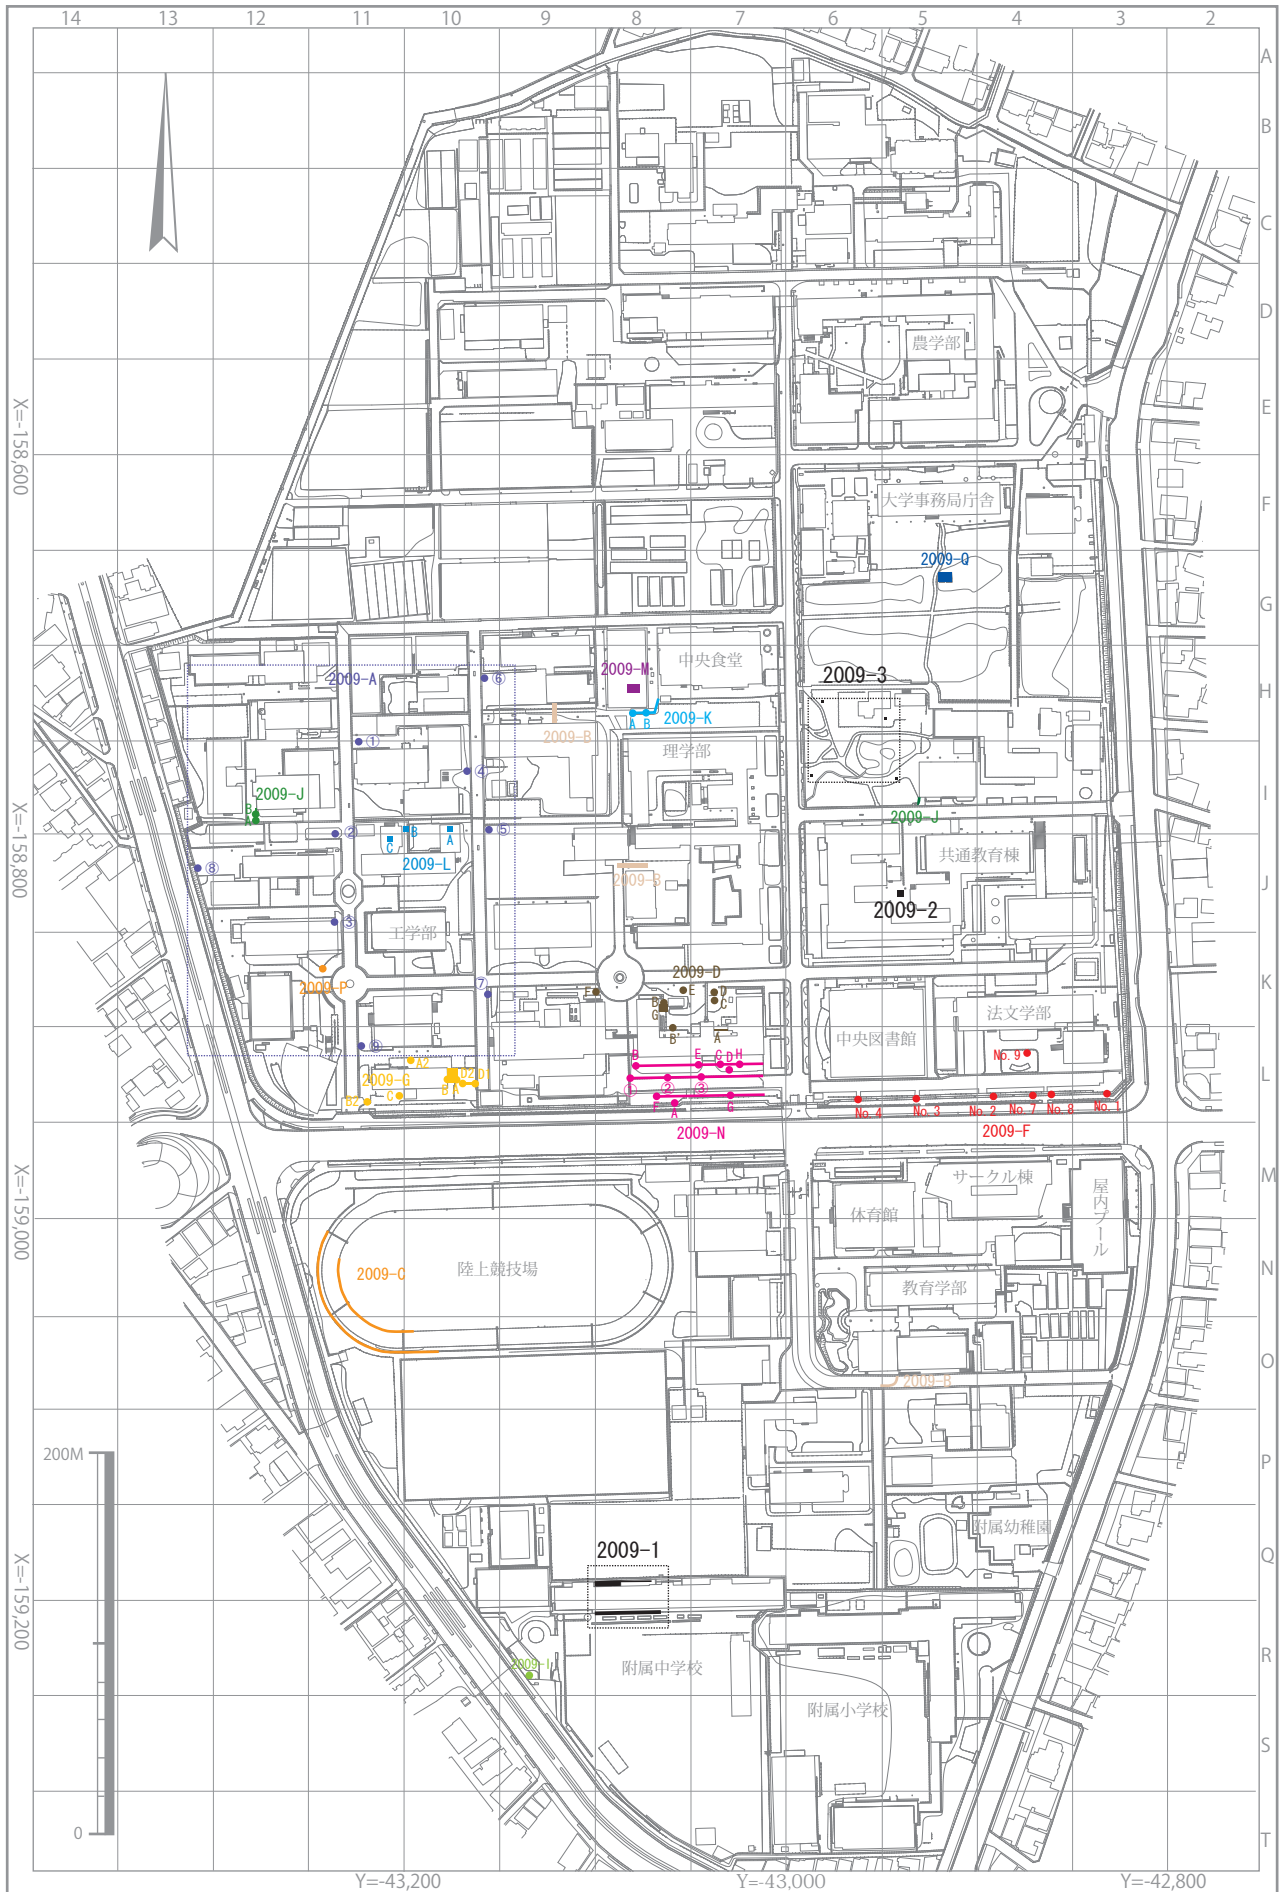 14 13 12 11 10 9 8 7 6 5 4 3 2
A
B
C
D
農学部
E
X=-158,600
F
大学事務局庁舎
2009-Q
G
中央食堂
2009-M
2009-A
⑥
2009-3
H
A B 2009-K
2009-B
①
理学部
④
I
2009-J
B
A
2009-J
②
B
A
C
⑤
2009-L
共通教育棟
X=-158,800
⑧
2009-B
J
2009-2
③
工学部
2009-D
K
2009-P
⑦
F
E
D
C
B
G
B'
A
法文学部
中央図書館
No.9
⑨
A2
B E C D H
L
2009-G
D2 D1
B A
① ② ③
B2 C
F A G
No.4 No.3 No.2 No.7 No.8 No.1
2009-N
2009-F
M
サークル棟
屋内プール
体育館
X=-159,000
2009-C
陸上競技場
N
教育学部
O
2009-B
200M
P
附属幼稚園
2009-1
Q
X=-159,200
2009-I
附属中学校
R
附属小学校
S
0
T
Y=-43,200 Y=-43,000 Y=-42,800